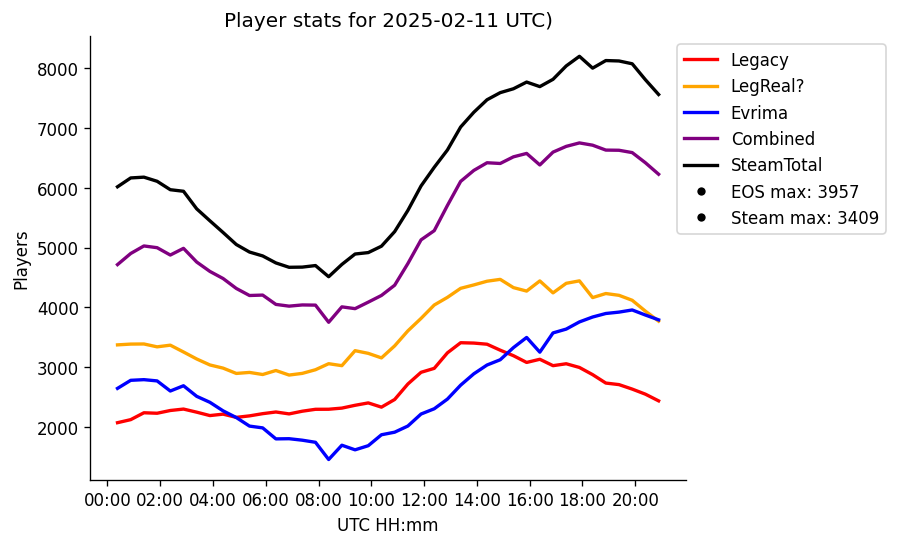 Player stats for 2025-02-11 UTC)
Legacy
LegReal?
Evrima
Combined
SteamTotal
EOS max: 3957
Steam max: 3409
Players
8000
7000
6000
5000
4000
3000
2000
00:00 02:00 04:00 06:00 08:00 10:00 12:00 14:00 16:00 18:00 20:00
UTC HH:mm